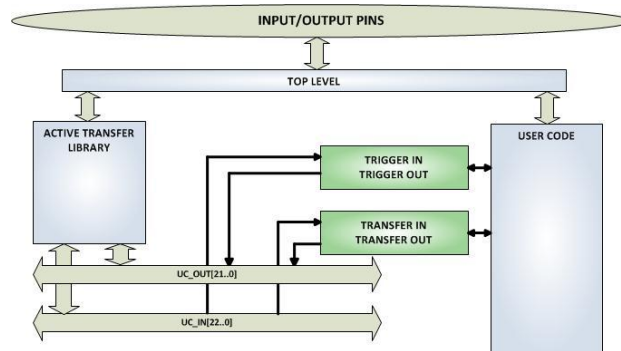 INPUT/OUTPUT PINS
TOP LEVEL
ACTIVE TRANSFER
LIBRARY
USER CODE
TRIGGER IN
TRIGGER OUT
TRANSFER IN
TRANSFER OUT
UC_OUT[21..0]
UC_IN[22..0]